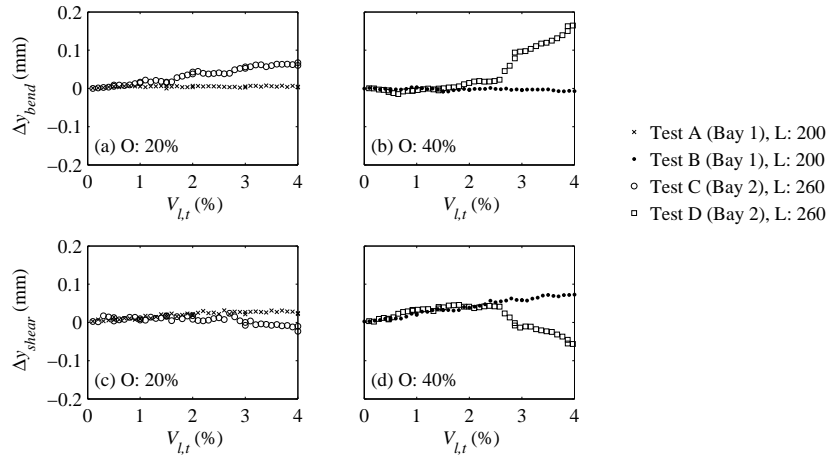 0.2
0.1
0
−0.1
−0.2
Δy_bend (mm)
(a) O: 20%
0 1 2 3 4
V_l,t (%)
(b) O: 40%
0 1 2 3 4
V_l,t (%)
× Test A (Bay 1), L: 200
• Test B (Bay 1), L: 200
○ Test C (Bay 2), L: 260
□ Test D (Bay 2), L: 260
0.2
0.1
0
−0.1
−0.2
Δy_shear (mm)
(c) O: 20%
0 1 2 3 4
V_l,t (%)
(d) O: 40%
0 1 2 3 4
V_l,t (%)